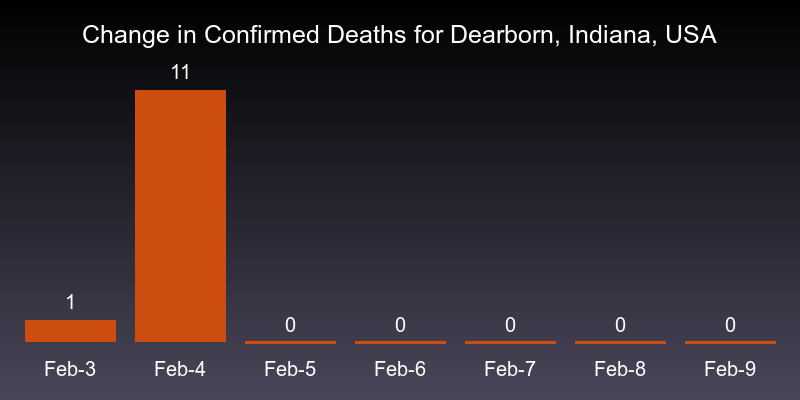 Change in Confirmed Deaths for Dearborn, Indiana, USA
11
1
0 0 0 0 0
Feb-3 Feb-4 Feb-5 Feb-6 Feb-7 Feb-8 Feb-9